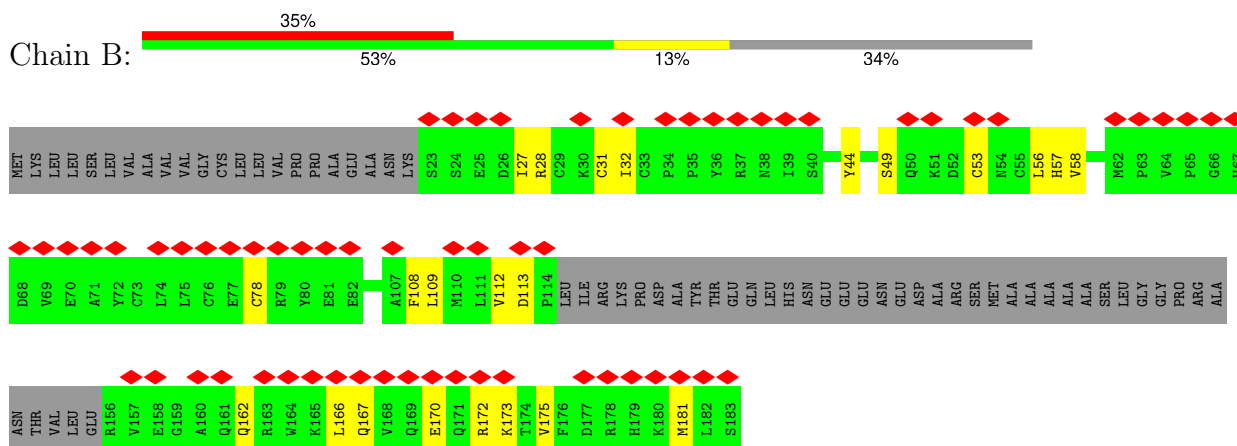 35%
Chain B:
53% 13% 34%
MET LYS LEU LEU SER LEU VAL ALA VAL VAL GLY CYS LEU LEU VAL PRO PRO ALA GLU ALA ASN LYS S23 S24 E25 D26 I27 R28 C29 K30 C31 I32 C33 P34 P35 Y36 R37 N38 I39 S40 Y44 S49 Q50 K51 D52 C53 N54 C55 L56 H57 V58 M62 P63 V64 P65 G66
D68 V69 E70 A71 Y72 C73 L74 L75 C76 E77 C78 R79 Y80 E81 E82 A107 F108 L109 M110 L111 V112 D113 P114 LEU ILE ARG LYS PRO ASP ALA TYR THR GLU GLN LEU HIS ASN GLU GLU GLU ASN GLU ASP ALA ARG SER MET ALA ALA ALA ALA ALA SER LEU GLY GLY PRO ARG ALA
ASN THR VAL LEU GLU R156 V157 E158 G159 A160 Q161 Q162 R163 W164 K165 L166 Q167 V168 Q169 E170 Q171 R172 K173 T174 V175 F176 D177 R178 H179 K180 M181 L182 S183